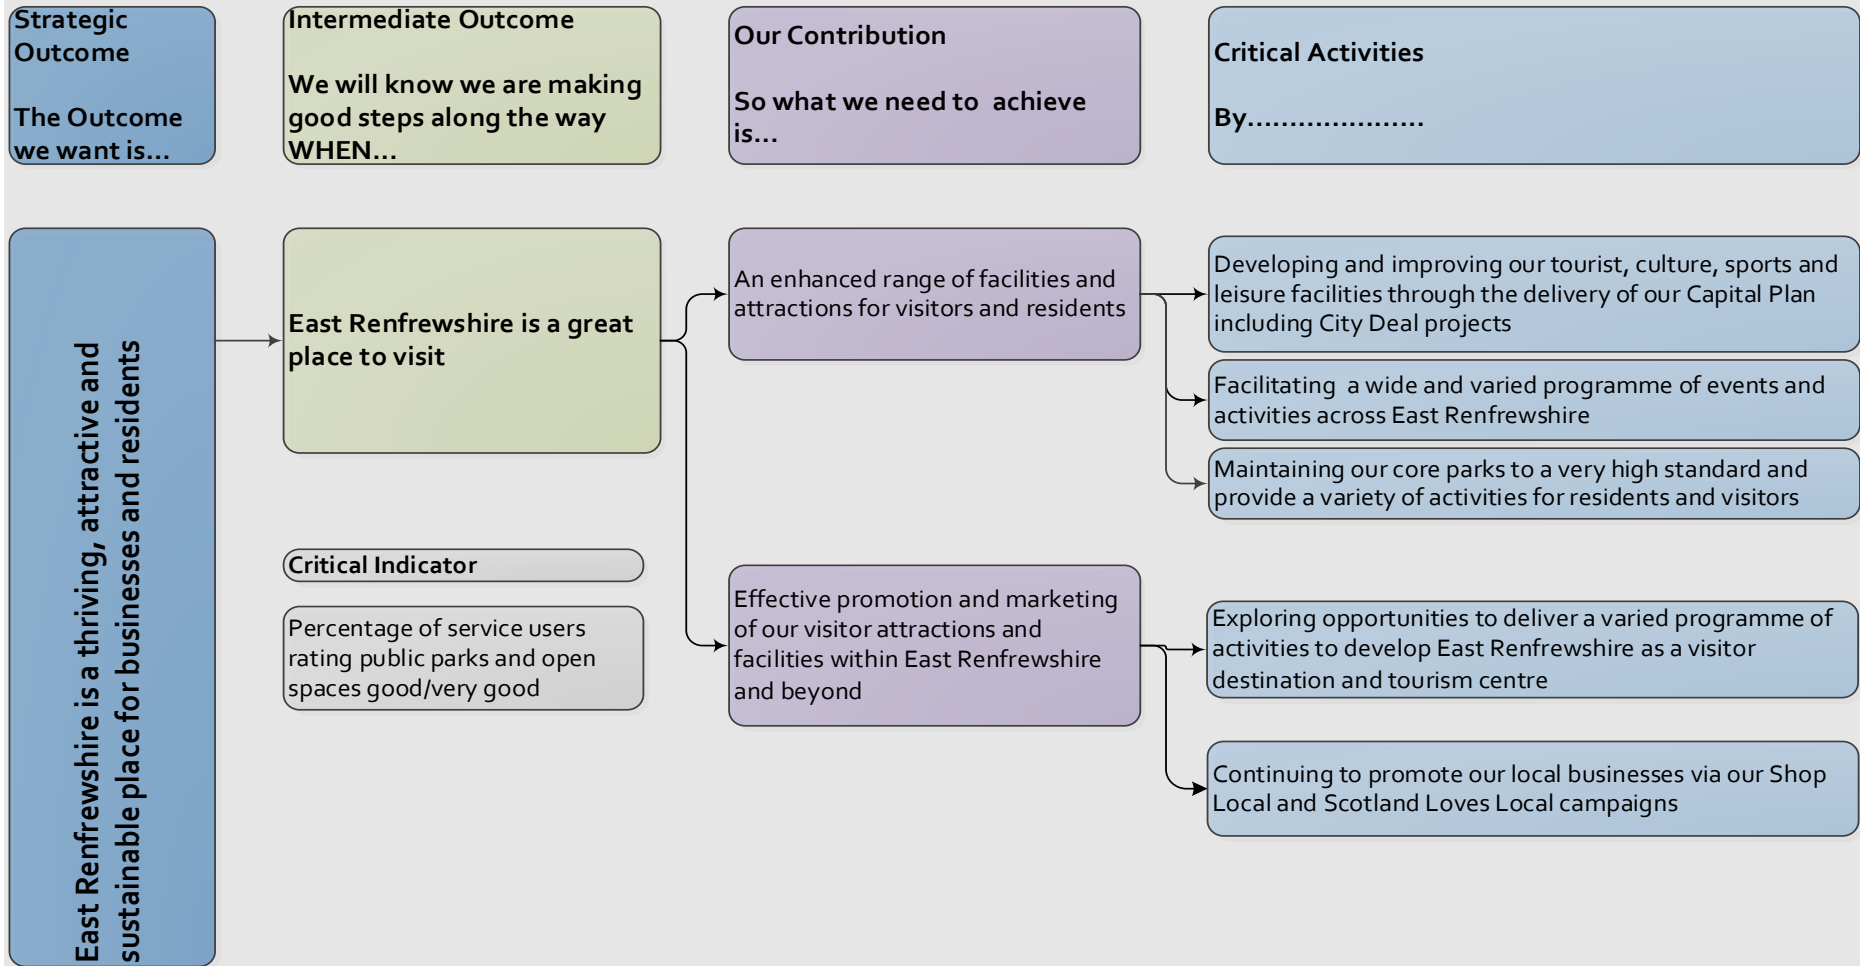 Strategic
Outcome
The Outcome
we want is...
Intermediate Outcome
We will know we are making
good steps along the way
WHEN...
Our Contribution
So what we need to achieve
is...
Critical Activities
By.....................
East Renfrewshire is a thriving, attractive and
sustainable place for businesses and residents
East Renfrewshire is a great
place to visit
Critical Indicator
Percentage of service users
rating public parks and open
spaces good/very good
An enhanced range of facilities and
attractions for visitors and residents
Effective promotion and marketing
of our visitor attractions and
facilities within East Renfrewshire
and beyond
Developing and improving our tourist, culture, sports and
leisure facilities through the delivery of our Capital Plan
including City Deal projects
Facilitating a wide and varied programme of events and
activities across East Renfrewshire
Maintaining our core parks to a very high standard and
provide a variety of activities for residents and visitors
Exploring opportunities to deliver a varied programme of
activities to develop East Renfrewshire as a visitor
destination and tourism centre
Continuing to promote our local businesses via our Shop
Local and Scotland Loves Local campaigns